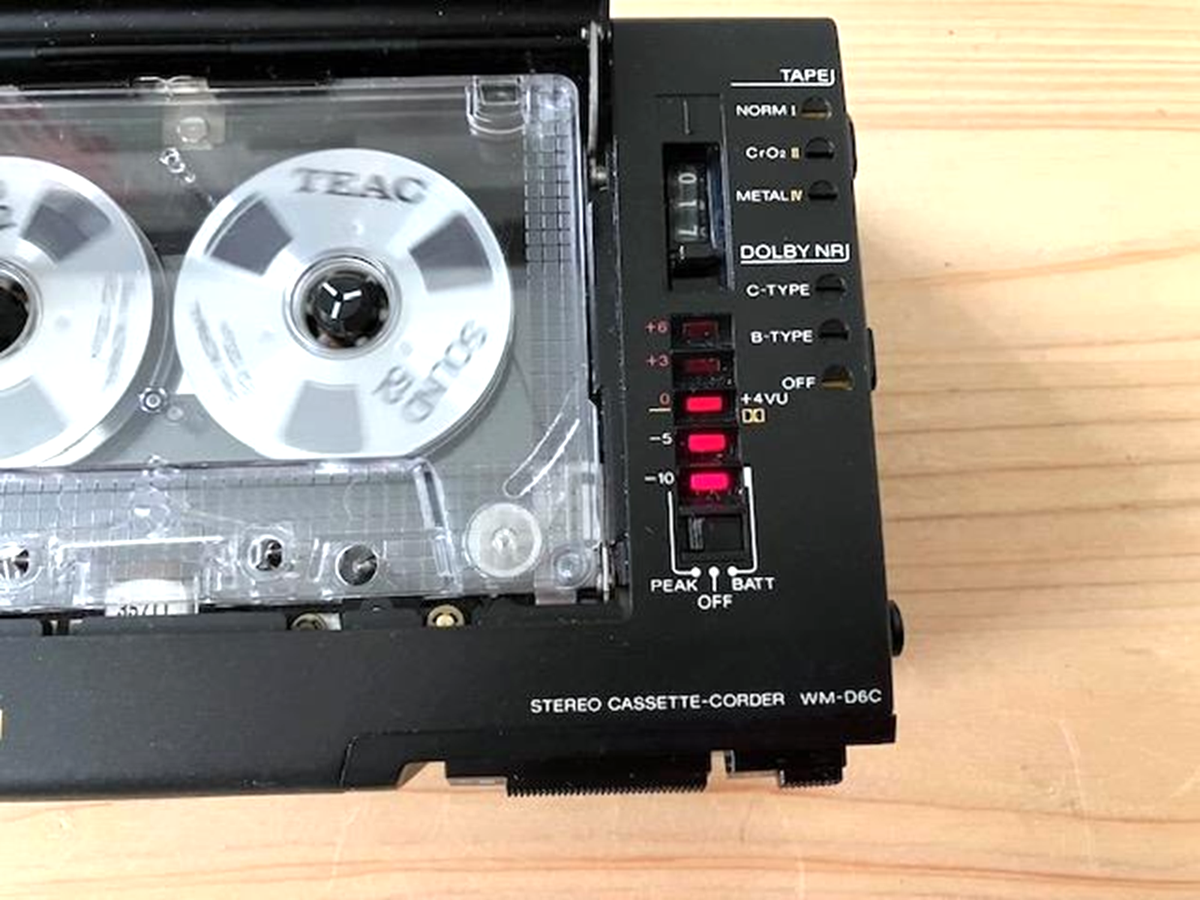 TEAC
SOUND
TAPE
NORM I
CrO2 II
METAL IV
017
DOLBY NR
C-TYPE
B-TYPE
OFF
+6
+3
0 +4VU
-5
-10
PEAK BATT
OFF
STEREO CASSETTE-CORDER WM-D6C